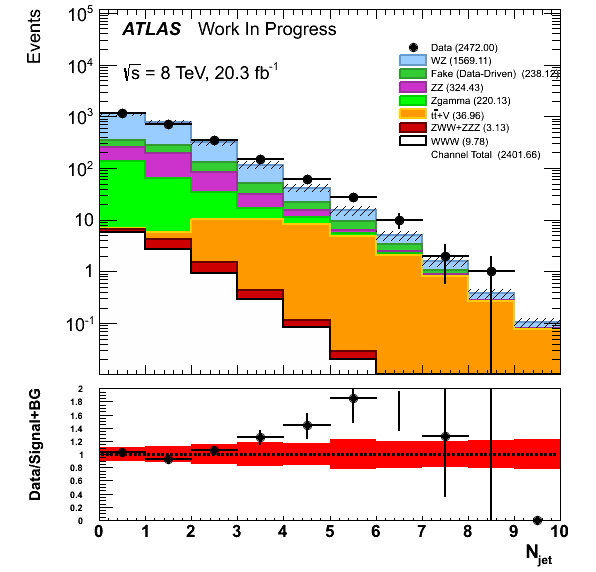 Events
10⁵
10⁴
10³
10²
10
1
10⁻¹
ATLAS Work In Progress
√s = 8 TeV, 20.3 fb⁻¹
Data (2472.00)
WZ (1569.11)
Fake (Data-Driven) (238.12)
ZZ (324.43)
Zgamma (220.13)
tt̄+V (36.96)
ZWW+ZZZ (3.13)
WWW (9.78)
Channel Total (2401.66)
Data/Signal+BG
2
1.8
1.6
1.4
1.2
1
0.8
0.6
0.4
0.2
0
0 1 2 3 4 5 6 7 8 9 10
N_jet